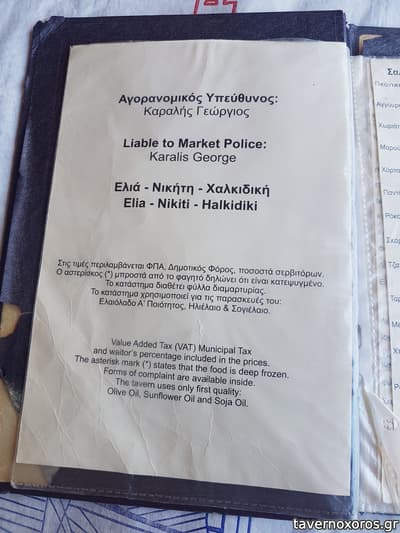 Αγορανομικός Υπεύθυνος:
Καραλής Γεώργιος
Liable to Market Police:
Karalis George
Ελιά - Νικήτη - Χαλκιδική
Elia - Nikiti - Halkidiki
Στις τιμές περιλαμβάνεται ΦΠΑ, Δημοτικός Φόρος, ποσοστά σερβιτόρων.
Ο αστερίσκος (*) μπροστά από το φαγητό δηλώνει ότι είναι κατεψυγμένο.
Το κατάστημα διαθέτει φύλλα διαμαρτυρίας.
Το κατάστημα χρησιμοποιεί για τις παρασκευές του:
Ελαιόλαδο Α' Ποιότητος, Ηλιέλαιο & Σογιέλαιο.
Value Added Tax (VAT) Municipal Tax
and waitor's percentage included in the prices.
The asterisk mark (*) states that the food is deep frozen.
Forms of complaint are available inside.
The tavern uses only first quality:
Olive Oil, Sunflower Oil and Soja Oil.
tavernoxoros.gr